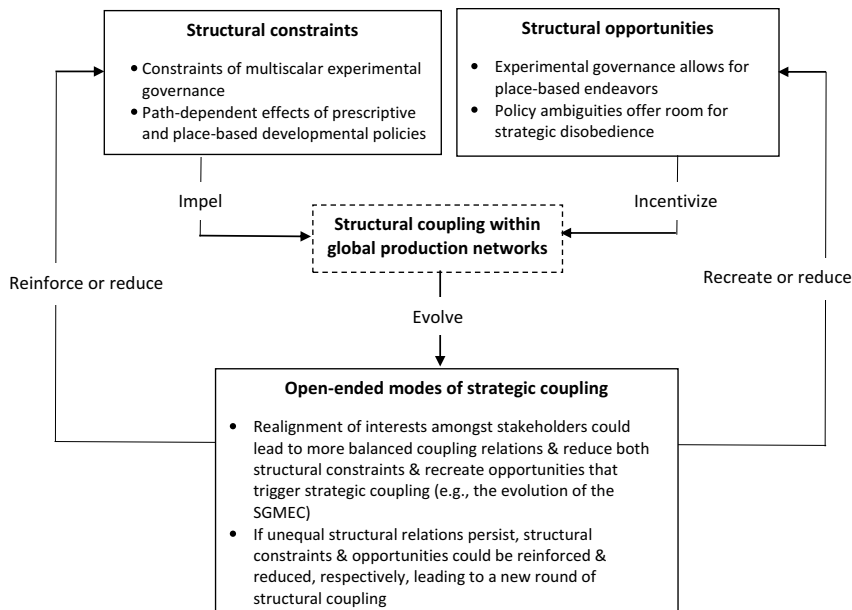 Structural constraints
• Constraints of multiscalar experimental
governance
• Path-dependent effects of prescriptive
and place-based developmental policies
Structural opportunities
• Experimental governance allows for
place-based endeavors
• Policy ambiguities offer room for
strategic disobedience
Impel
Incentivize
Structural coupling within
global production networks
Reinforce or reduce
Recreate or reduce
Evolve
Open-ended modes of strategic coupling
• Realignment of interests amongst stakeholders could
lead to more balanced coupling relations & reduce both
structural constraints & recreate opportunities that
trigger strategic coupling (e.g., the evolution of the
SGMEC)
• If unequal structural relations persist, structural
constraints & opportunities could be reinforced &
reduced, respectively, leading to a new round of
structural coupling